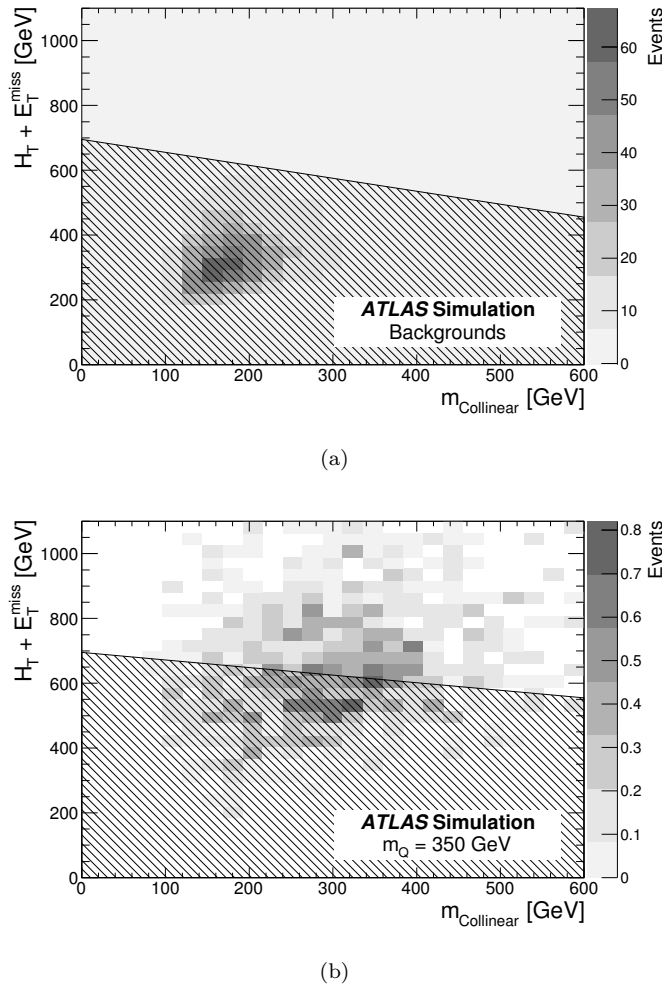 H_T + E_T^miss [GeV]
1000
800
600
400
200
0
0 100 200 300 400 500 600
m_Collinear [GeV]
ATLAS Simulation
Backgrounds
Events
60
50
40
30
20
10
0
(a)
H_T + E_T^miss [GeV]
1000
800
600
400
200
0
0 100 200 300 400 500 600
m_Collinear [GeV]
ATLAS Simulation
m_Q = 350 GeV
Events
0.8
0.7
0.6
0.5
0.4
0.3
0.2
0.1
0
(b)